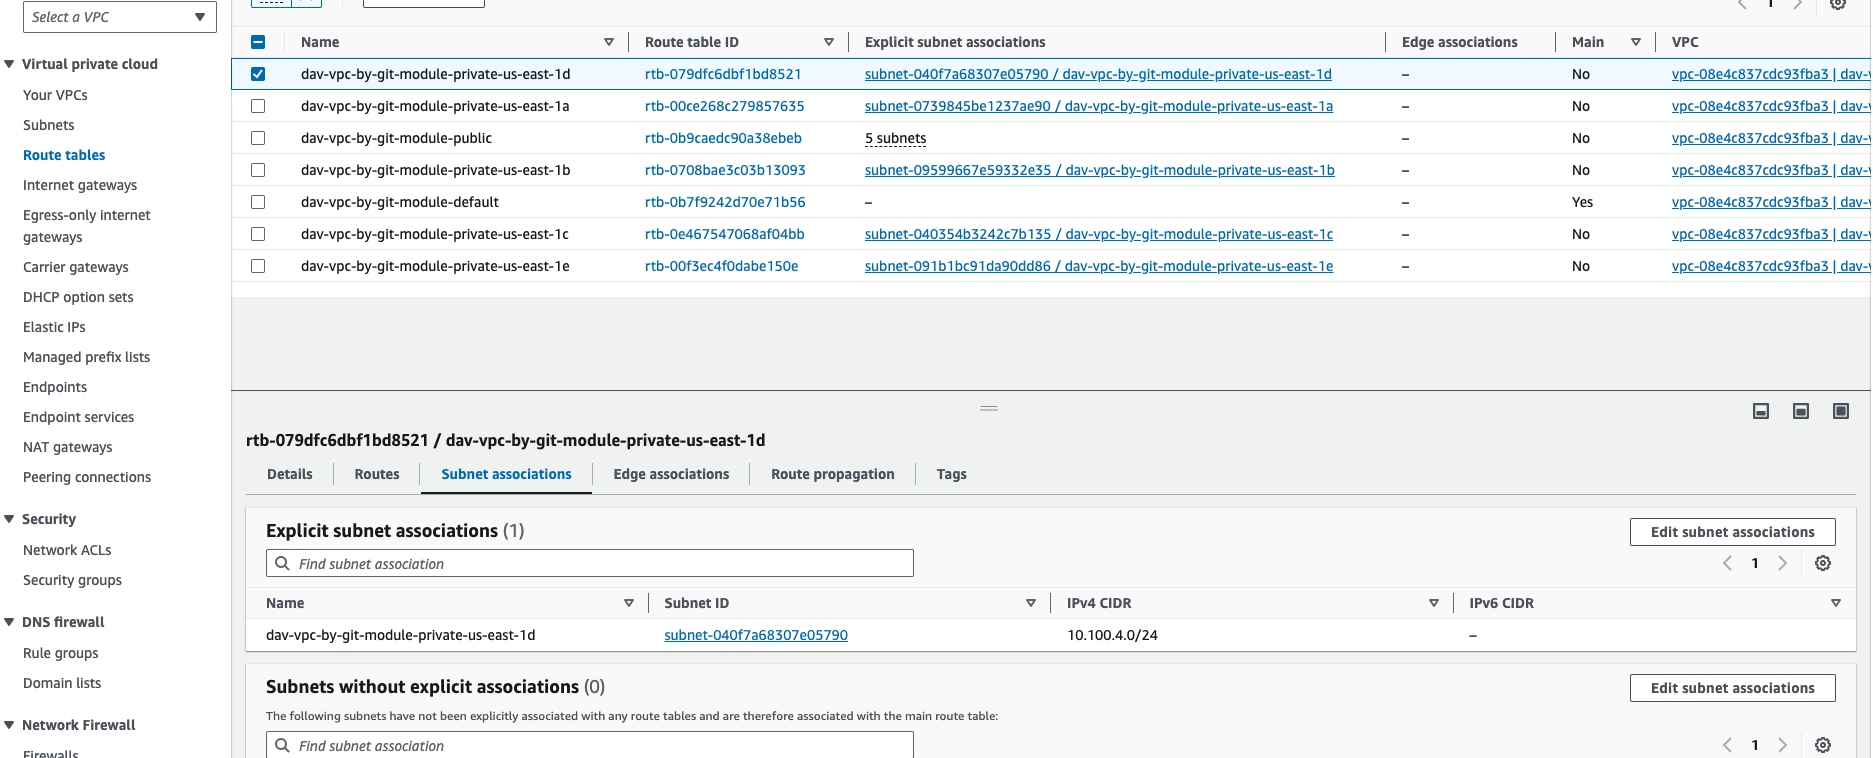 Select a VPC
Virtual private cloud
Your VPCs
Subnets
Route tables
Internet gateways
Egress-only internet
gateways
Carrier gateways
DHCP option sets
Elastic IPs
Managed prefix lists
Endpoints
Endpoint services
NAT gateways
Peering connections
Security
Network ACLs
Security groups
DNS firewall
Rule groups
Domain lists
Network Firewall
Firewalls
1
Name Route table ID Explicit subnet associations Edge associations Main VPC
dav-vpc-by-git-module-private-us-east-1d rtb-079dfc6dbf1bd8521 subnet-040f7a68307e05790 / dav-vpc-by-git-module-private-us-east-1d – No vpc-08e4c837cdc93fba3 | dav-v
dav-vpc-by-git-module-private-us-east-1a rtb-00ce268c279857635 subnet-0739845be1237ae90 / dav-vpc-by-git-module-private-us-east-1a – No vpc-08e4c837cdc93fba3 | dav-v
dav-vpc-by-git-module-public rtb-0b9caedc90a38ebeb 5 subnets – No vpc-08e4c837cdc93fba3 | dav-v
dav-vpc-by-git-module-private-us-east-1b rtb-0708bae3c03b13093 subnet-09599667e59332e35 / dav-vpc-by-git-module-private-us-east-1b – No vpc-08e4c837cdc93fba3 | dav-v
dav-vpc-by-git-module-default rtb-0b7f9242d70e71b56 – – Yes vpc-08e4c837cdc93fba3 | dav-v
dav-vpc-by-git-module-private-us-east-1c rtb-0e467547068af04bb subnet-040354b3242c7b135 / dav-vpc-by-git-module-private-us-east-1c – No vpc-08e4c837cdc93fba3 | dav-v
dav-vpc-by-git-module-private-us-east-1e rtb-00f3ec4f0dabe150e subnet-091b1bc91da90dd86 / dav-vpc-by-git-module-private-us-east-1e – No vpc-08e4c837cdc93fba3 | dav-v
rtb-079dfc6dbf1bd8521 / dav-vpc-by-git-module-private-us-east-1d
Details Routes Subnet associations Edge associations Route propagation Tags
Explicit subnet associations (1) Edit subnet associations
Find subnet association 1
Name Subnet ID IPv4 CIDR IPv6 CIDR
dav-vpc-by-git-module-private-us-east-1d subnet-040f7a68307e05790 10.100.4.0/24 –
Subnets without explicit associations (0) Edit subnet associations
The following subnets have not been explicitly associated with any route tables and are therefore associated with the main route table:
Find subnet association 1